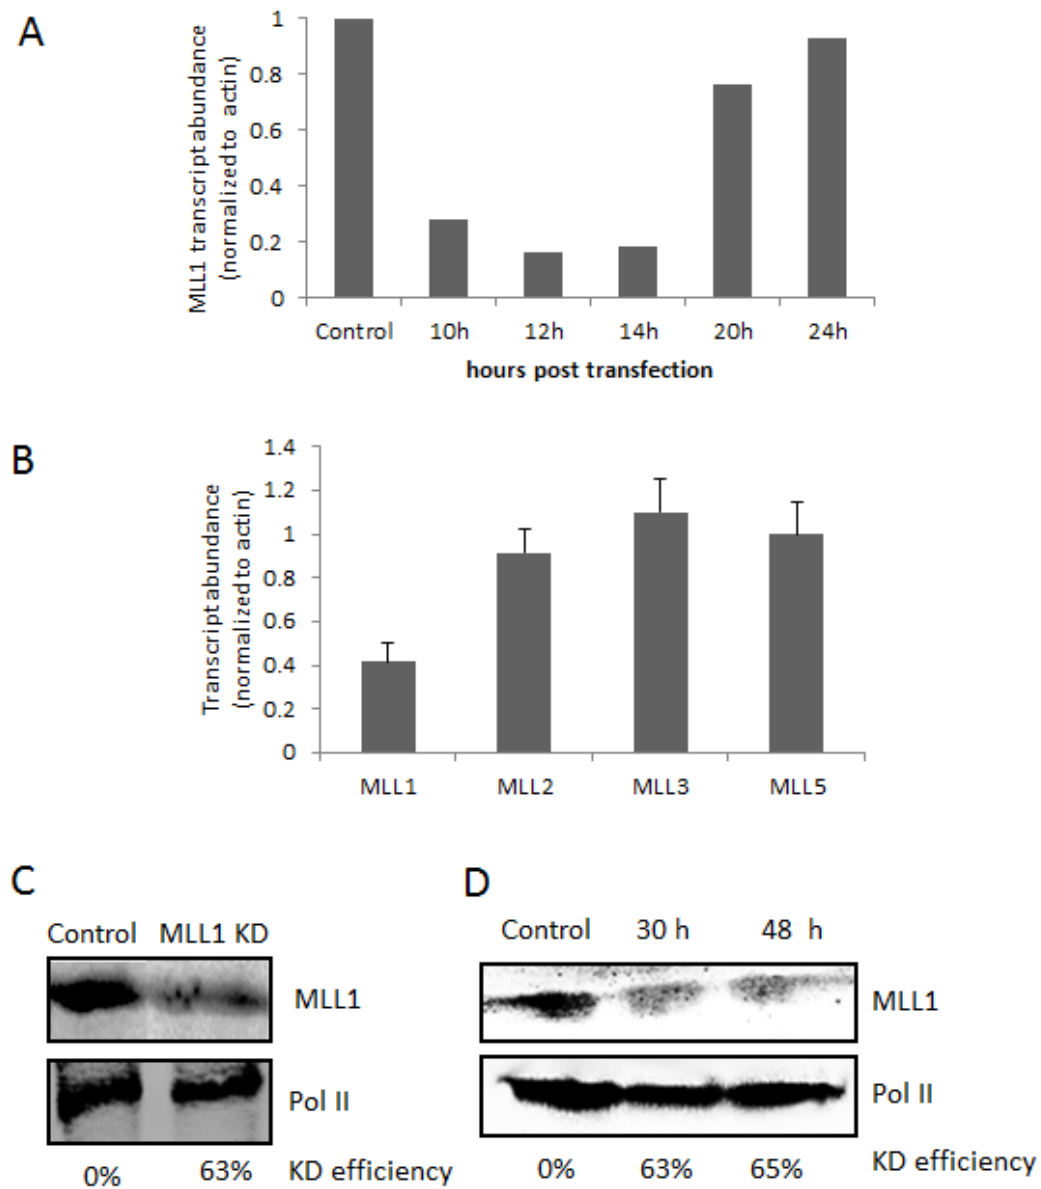 A
MLL1 transcript abundance
(normalized to actin)
1
0.8
0.6
0.4
0.2
0
Control 10h 12h 14h 20h 24h
hours post transfection
B
Transcript abundance
(normalized to actin)
1.4
1.2
1
0.8
0.6
0.4
0.2
0
MLL1 MLL2 MLL3 MLL5
C
Control MLL1 KD
MLL1
Pol II
0% 63% KD efficiency
D
Control 30 h 48 h
MLL1
Pol II
0% 63% 65% KD efficiency